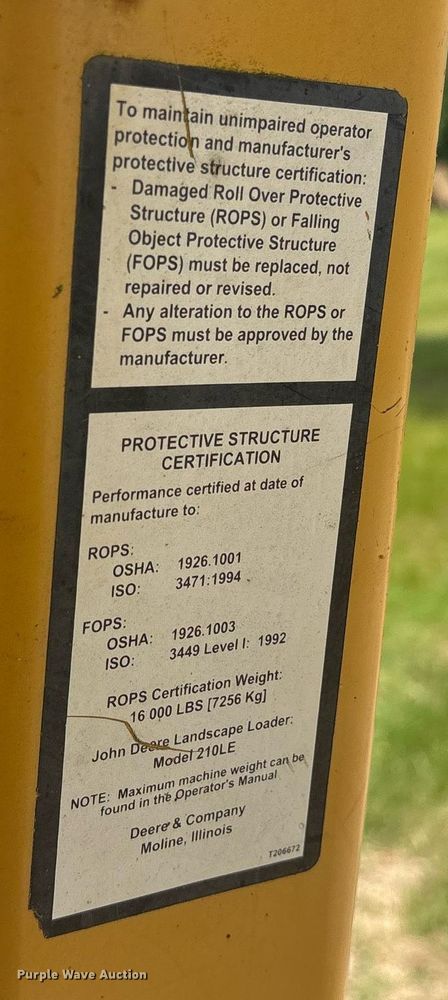 To maintain unimpaired operator
protection and manufacturer's
protective structure certification:
- Damaged Roll Over Protective
Structure (ROPS) or Falling
Object Protective Structure
(FOPS) must be replaced, not
repaired or revised.
- Any alteration to the ROPS or
FOPS must be approved by the
manufacturer.
PROTECTIVE STRUCTURE
CERTIFICATION
Performance certified at date of
manufacture to:
ROPS:
OSHA: 1926.1001
ISO: 3471:1994
FOPS:
OSHA: 1926.1003
ISO: 3449 Level I: 1992
ROPS Certification Weight:
16 000 LBS [7256 Kg]
John Deere Landscape Loader:
Model 210LE
NOTE: Maximum machine weight can be
found in the Operator's Manual
Deere & Company
Moline, Illinois
T206672
Purple Wave Auction